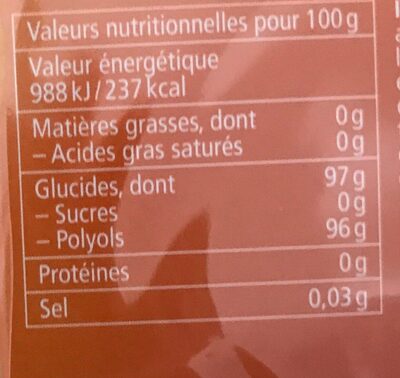 Valeurs nutritionnelles pour 100 g
Valeur énergétique
988 kJ / 237 kcal
Matières grasses, dont 0 g
– Acides gras saturés 0 g
Glucides, dont 97 g
– Sucres 0 g
– Polyols 96 g
Protéines 0 g
Sel 0,03 g